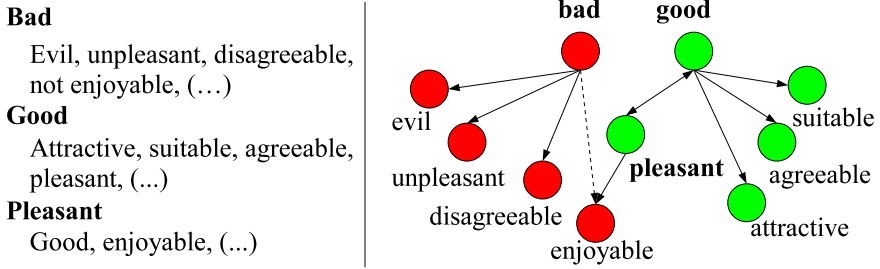 Bad
Evil, unpleasant, disagreeable,
not enjoyable, (…)
Good
Attractive, suitable, agreeable,
pleasant, (...)
Pleasant
Good, enjoyable, (...)
bad
good
evil
suitable
unpleasant
pleasant
agreeable
disagreeable
attractive
enjoyable